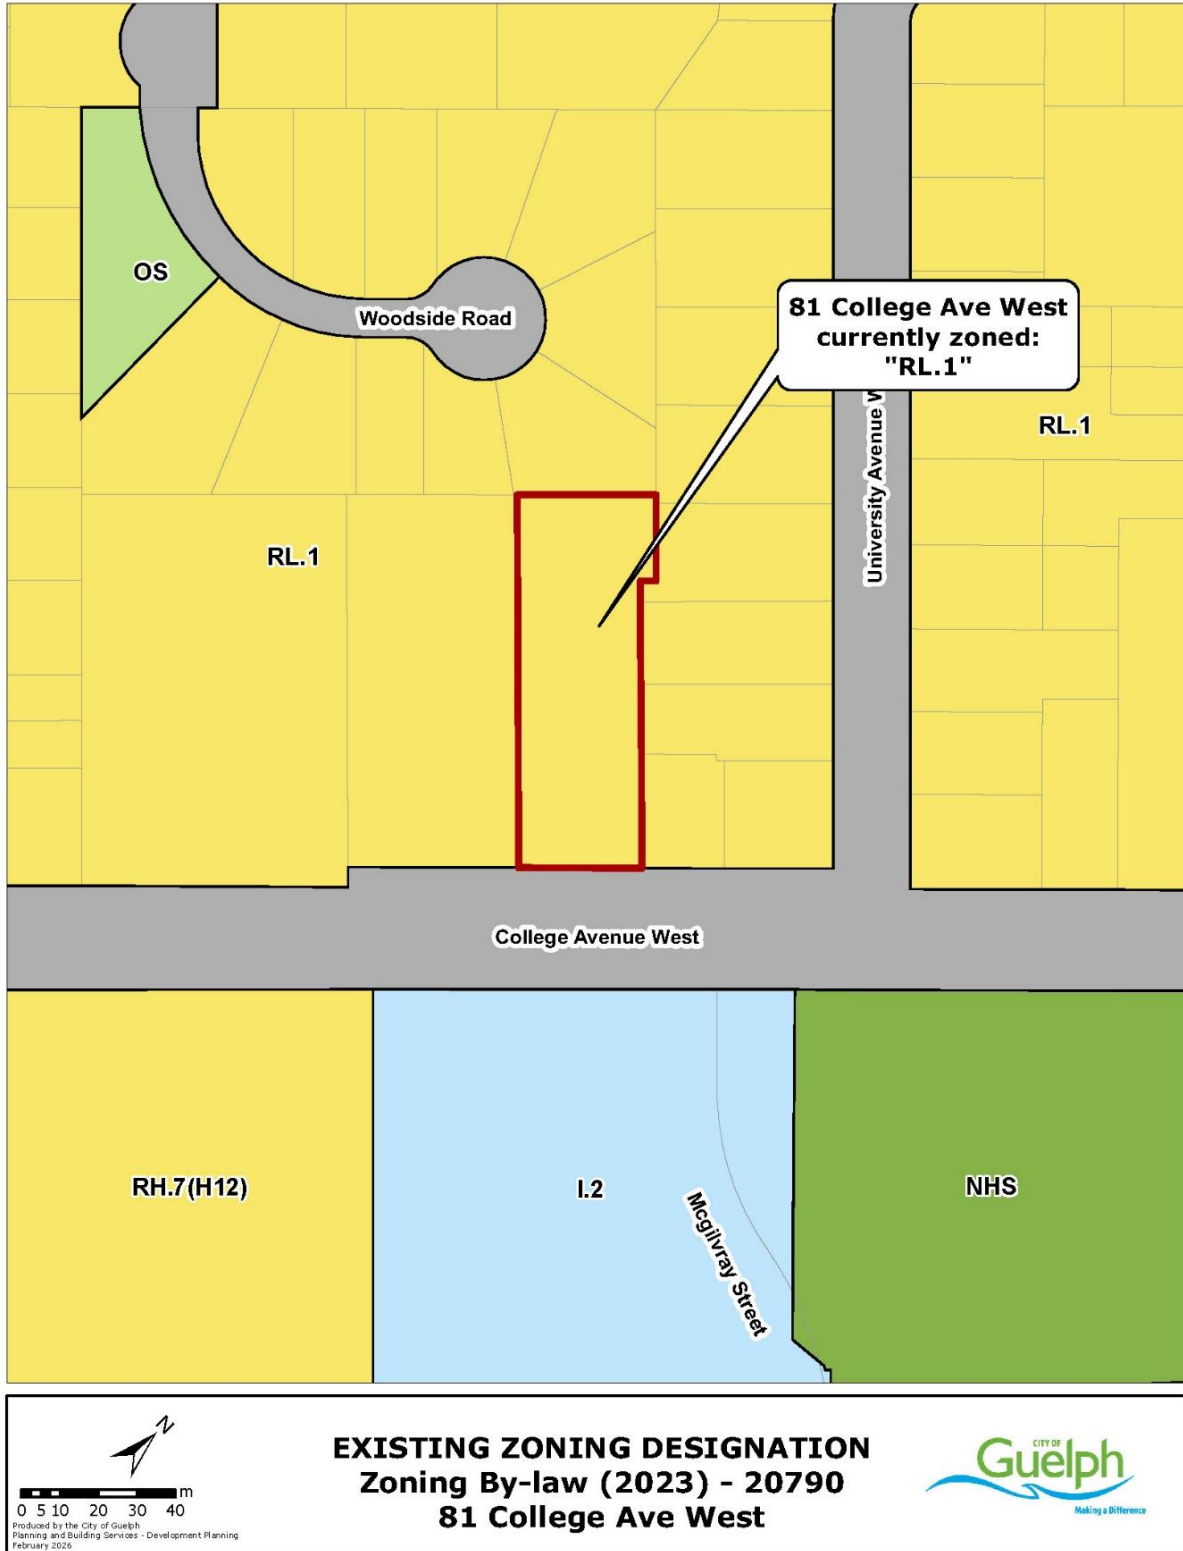 OS
Woodside Road
81 College Ave West
currently zoned:
"RL.1"
University Avenue W
RL.1
RL.1
College Avenue West
RH.7(H12)
I.2
Mcgilvray Street
NHS
N
m
0 5 10 20 30 40
Produced by the City of Guelph
Planning and Building Services - Development Planning
February 2026
EXISTING ZONING DESIGNATION
Zoning By-law (2023) - 20790
81 College Ave West
CITY OF
Guelph
Making a Difference